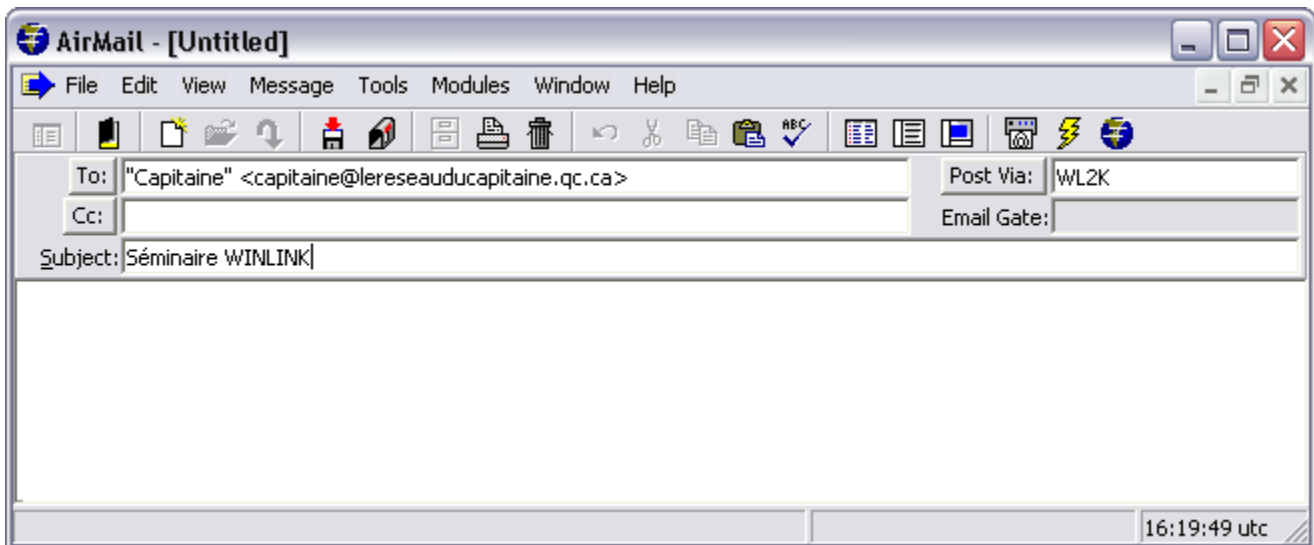 AirMail - [Untitled]
File Edit View Message Tools Modules Window Help
ABC
To: "Capitaine" <capitaine@lereseauducapitaine.qc.ca> Post Via: WL2K
Cc: Email Gate:
Subject: Séminaire WINLINK
16:19:49 utc